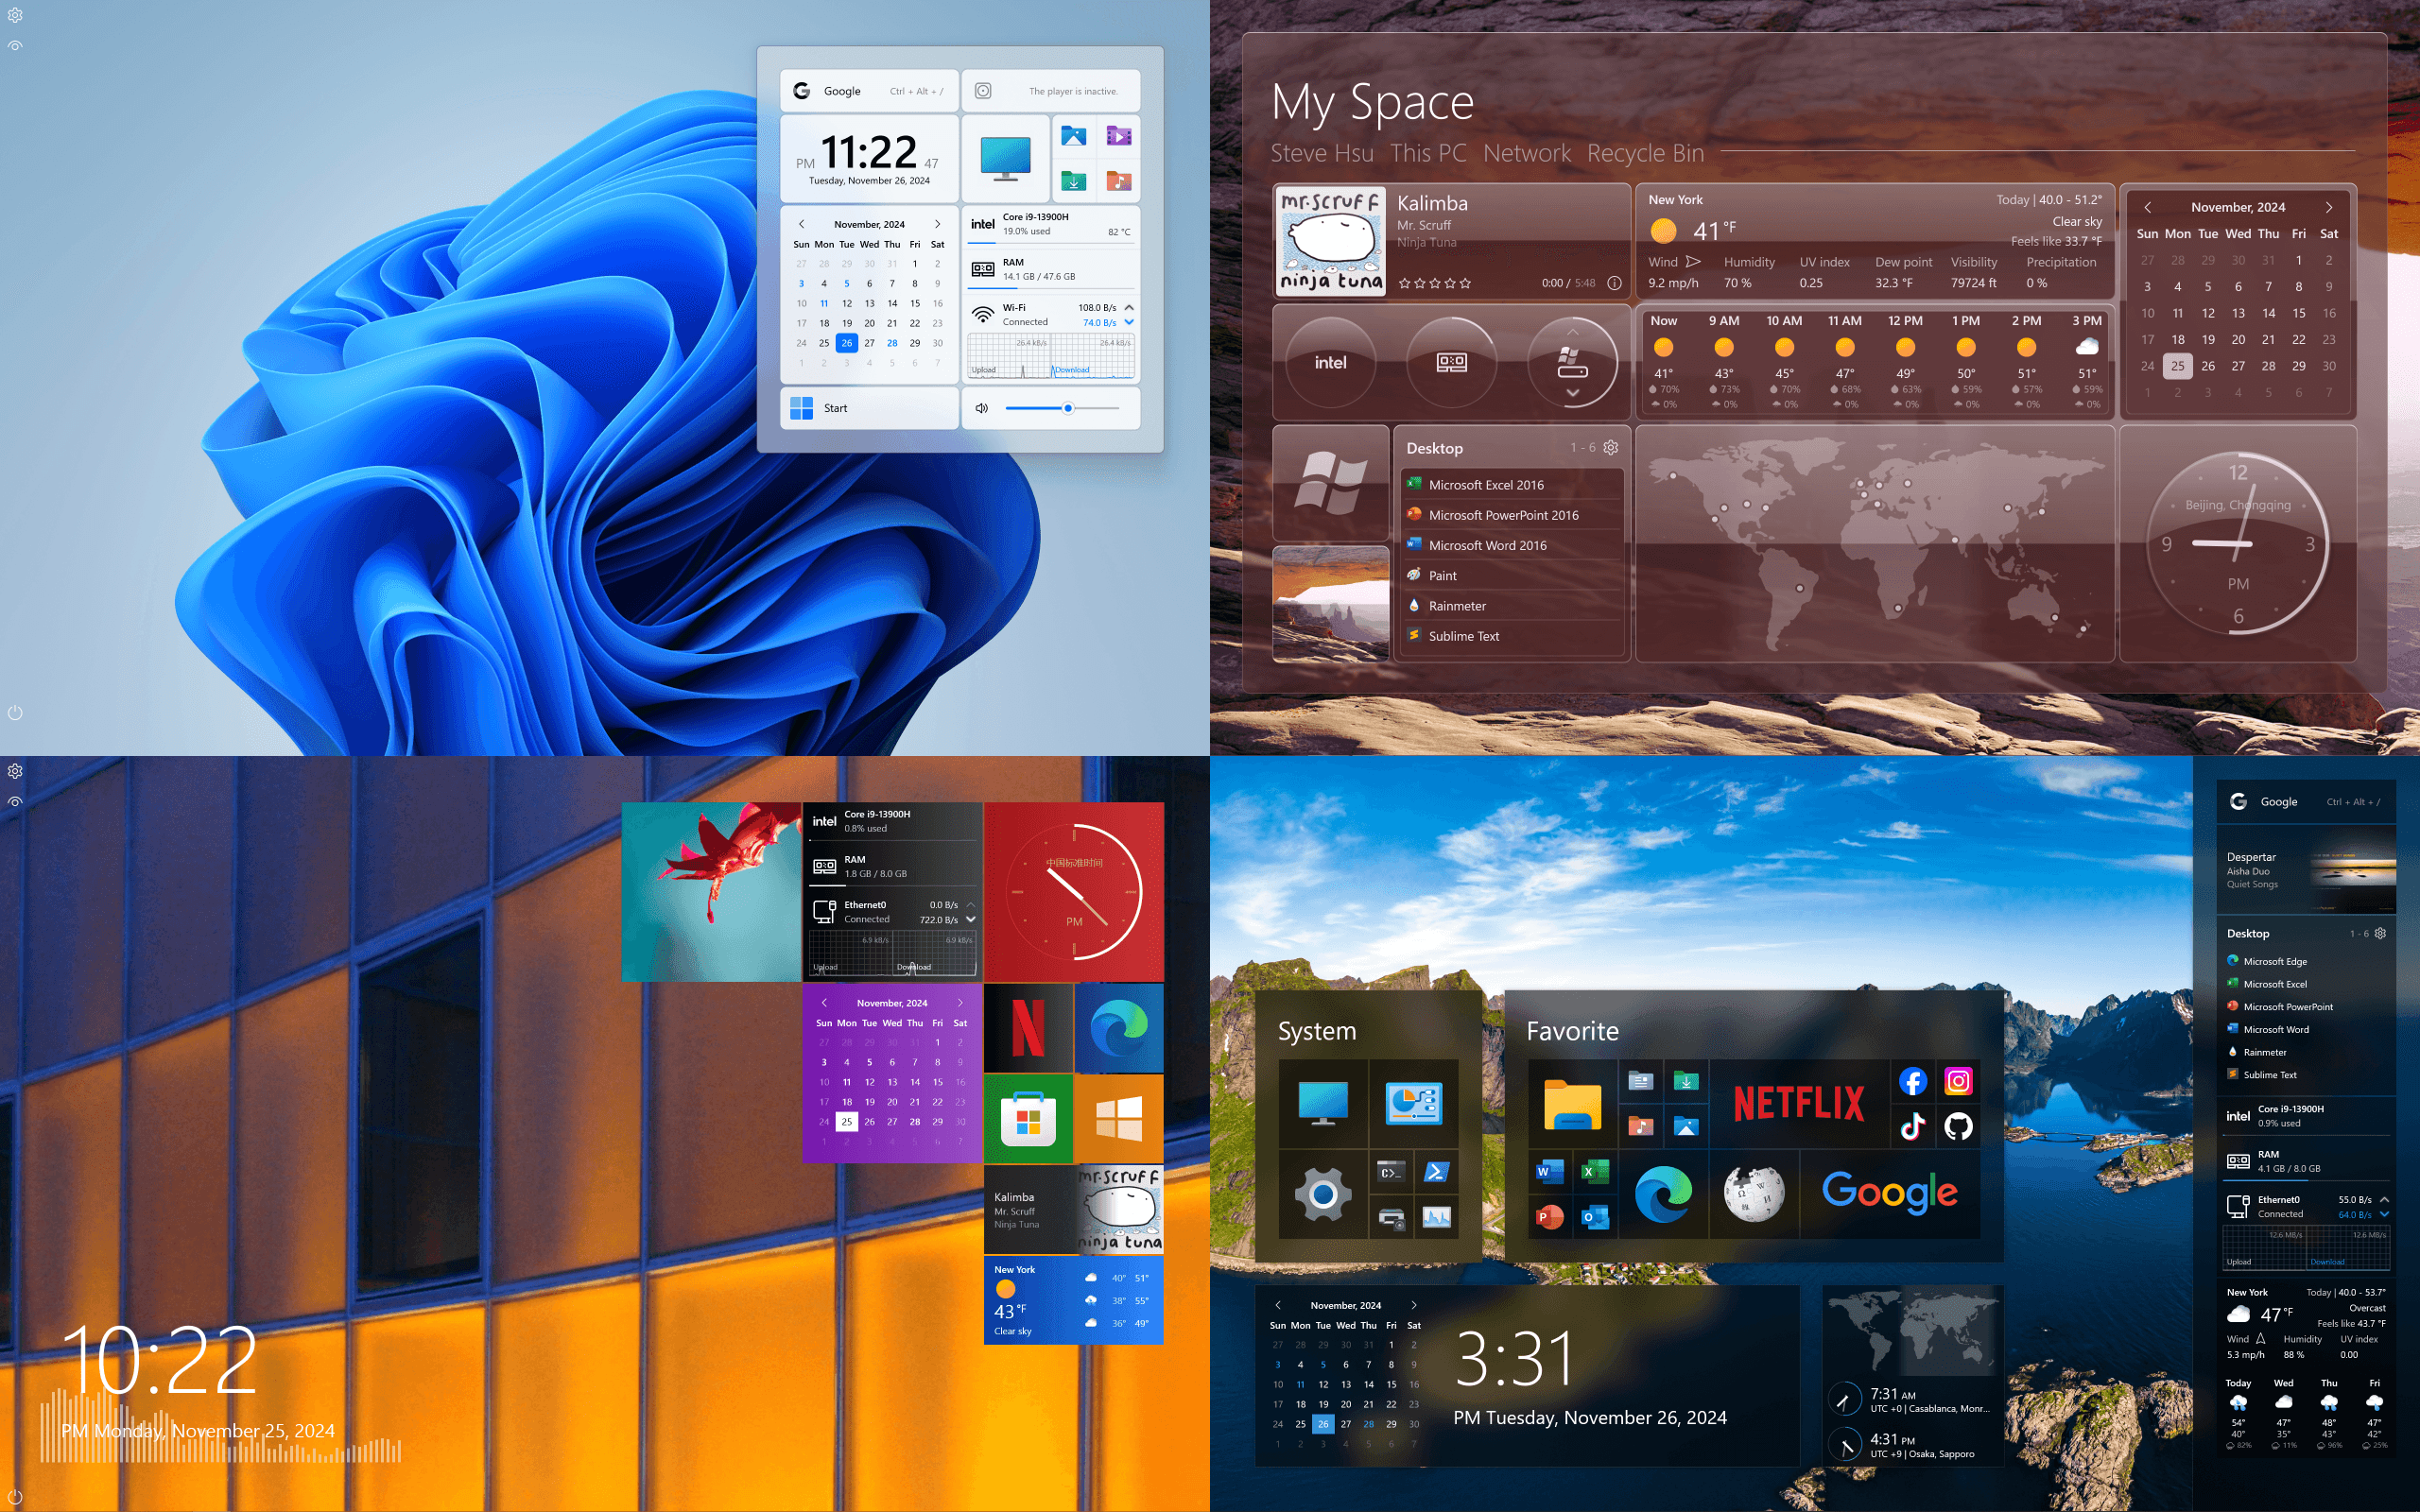 Google Ctrl + Alt + /
The player is inactive.
PM 11:22 47
Tuesday, November 26, 2024
November, 2024
Sun Mon Tue Wed Thu Fri Sat
27 28 29 30 31 1 2
3 4 5 6 7 8 9
10 11 12 13 14 15 16
17 18 19 20 21 22 23
24 25 26 27 28 29 30
1 2 3 4 5 6 7
intel Core i9-13900H
19.0% used 82 °C
RAM
14.1 GB / 47.6 GB
Wi-Fi 108.0 B/s
Connected 74.0 B/s
26.4 kB/s 26.4 kB/s
Upload Download
Start
My Space
Steve Hsu This PC Network Recycle Bin
mr.scruff
ninja tuna
Kalimba
Mr. Scruff
Ninja Tuna
0:00 / 5:48
New York Today | 40.0 - 51.2°
41 °F Clear sky
Feels like 33.7 °F
Wind Humidity UV index Dew point Visibility Precipitation
9.2 mp/h 70 % 0.25 32.3 °F 79724 ft 0 %
November, 2024
Sun Mon Tue Wed Thu Fri Sat
27 28 29 30 31 1 2
3 4 5 6 7 8 9
10 11 12 13 14 15 16
17 18 19 20 21 22 23
24 25 26 27 28 29 30
1 2 3 4 5 6 7
intel
Now 9 AM 10 AM 11 AM 12 PM 1 PM 2 PM 3 PM
41° 43° 45° 47° 49° 50° 51° 51°
70% 73% 70% 68% 63% 59% 57% 59%
0% 0% 0% 0% 0% 0% 0% 0%
Desktop 1 - 6
Microsoft Excel 2016
Microsoft PowerPoint 2016
Microsoft Word 2016
Paint
Rainmeter
Sublime Text
12
Beijing, Chongqing
9 3
PM
6
intel Core i9-13900H
0.8% used
RAM
1.8 GB / 8.0 GB
Ethernet0 0.0 B/s
Connected 722.0 B/s
6.9 kB/s 6.9 kB/s
Upload Download
中国标准时间
PM
November, 2024
Sun Mon Tue Wed Thu Fri Sat
27 28 29 30 31 1 2
3 4 5 6 7 8 9
10 11 12 13 14 15 16
17 18 19 20 21 22 23
24 25 26 27 28 29 30
1 2 3 4 5 6 7
N
Kalimba
Mr. Scruff
Ninja Tuna
mr.scruff
ninja tuna
New York
43 °F
Clear sky
40° 51°
38° 55°
36° 49°
10:22
PM Monday, November 25, 2024
System
Favorite
NETFLIX
Google
November, 2024
Sun Mon Tue Wed Thu Fri Sat
27 28 29 30 31 1 2
3 4 5 6 7 8 9
10 11 12 13 14 15 16
17 18 19 20 21 22 23
24 25 26 27 28 29 30
1 2 3 4 5 6 7
3:31
PM Tuesday, November 26, 2024
7:31 AM
UTC +0 | Casablanca, Monr...
4:31 PM
UTC +9 | Osaka, Sapporo
Google Ctrl + Alt + /
Despertar
Aisha Duo
Quiet Songs
Desktop 1 - 6
Microsoft Edge
Microsoft Excel
Microsoft PowerPoint
Microsoft Word
Rainmeter
Sublime Text
intel Core i9-13900H
0.9% used
RAM
4.1 GB / 8.0 GB
Ethernet0 55.0 B/s
Connected 64.0 B/s
12.6 MB/s 12.6 MB/s
Upload Download
New York Today | 40.0 - 53.7°
47 °F Overcast
Feels like 43.7 °F
Wind Humidity UV index
5.3 mp/h 88 % 0.00
Today Wed Thu Fri
54° 47° 48° 47°
40° 35° 43° 42°
82% 11% 96% 25%